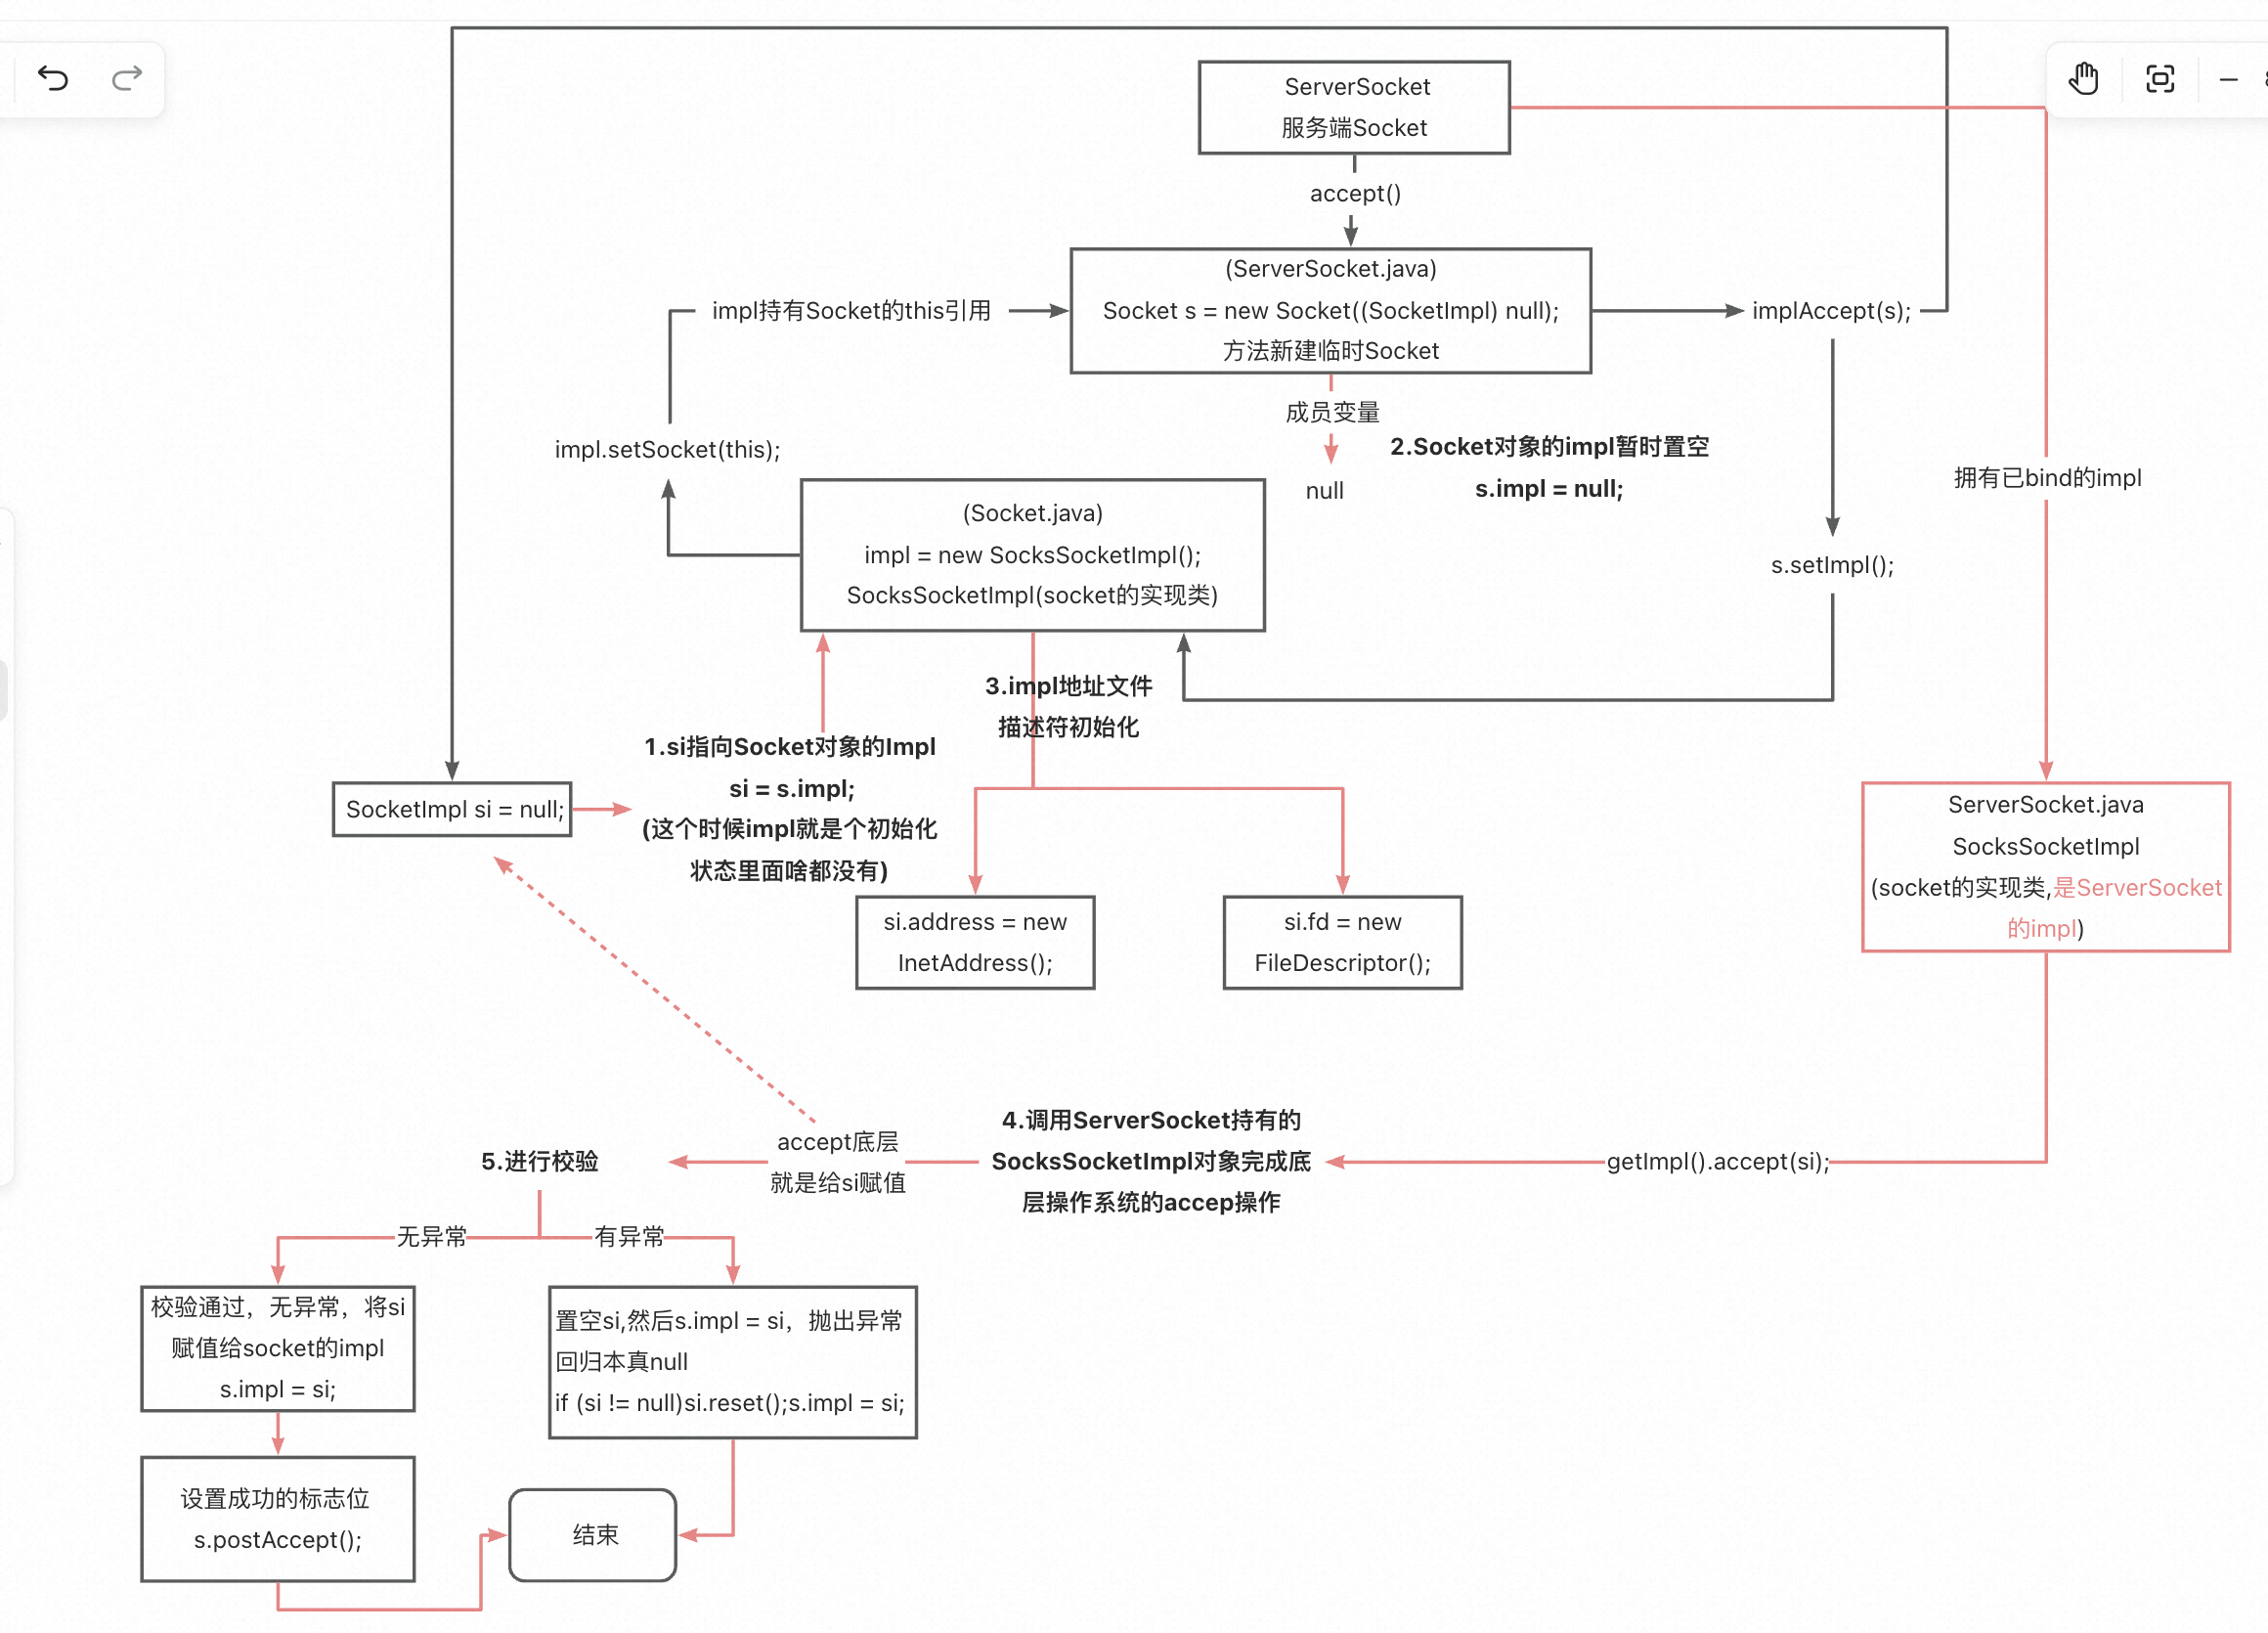 ServerSocket
服务端Socket
accept()
(ServerSocket.java)
Socket s = new Socket((SocketImpl) null);
方法新建临时Socket
impl持有Socket的this引用
implAccept(s);
成员变量
null
2.Socket对象的impl暂时置空
s.impl = null;
impl.setSocket(this);
拥有已bind的impl
(Socket.java)
impl = new SocksSocketImpl();
SocksSocketImpl(socket的实现类)
s.setImpl();
3.impl地址文件
描述符初始化
1.si指向Socket对象的Impl
si = s.impl;
(这个时候impl就是个初始化
状态里面啥都没有)
SocketImpl si = null;
ServerSocket.java
SocksSocketImpl
(socket的实现类,是ServerSocket
的impl)
si.address = new
InetAddress();
si.fd = new
FileDescriptor();
getImpl().accept(si);
4.调用ServerSocket持有的
SocksSocketImpl对象完成底
层操作系统的accep操作
accept底层
就是给si赋值
5.进行校验
无异常
有异常
校验通过，无异常，将si
赋值给socket的impl
s.impl = si;
置空si,然后s.impl = si，抛出异常
回归本真null
if (si != null)si.reset();s.impl = si;
设置成功的标志位
s.postAccept();
结束